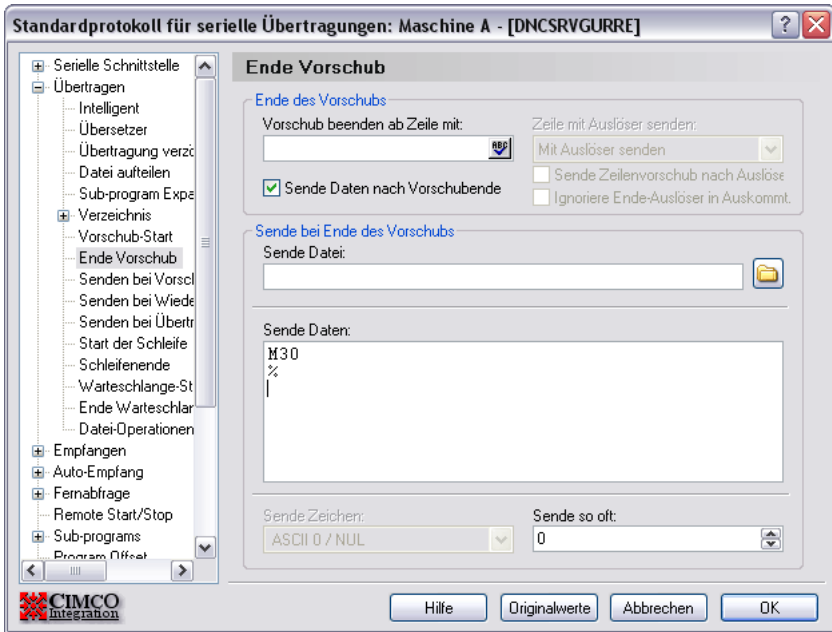 Standardprotokoll für serielle Übertragungen: Maschine A - [DNCSRVGURRE]
Serielle Schnittstelle
Übertragen
Intelligent
Übersetzer
Übertragung verzö
Datei aufteilen
Sub-program Expa
Verzeichnis
Vorschub-Start
Ende Vorschub
Senden bei Vorscl
Senden bei Wiede
Senden bei Übertr
Start der Schleife
Schleifenende
Warteschlange-St
Ende Warteschlar
Datei-Operationen
Empfangen
Auto-Empfang
Fernabfrage
Remote Start/Stop
Sub-programs
Program Offset
Ende Vorschub
Ende des Vorschubs
Vorschub beenden ab Zeile mit:
ABC
Sende Daten nach Vorschubende
Zeile mit Auslöser senden:
Mit Auslöser senden
Sende Zeilenvorschub nach Auslöse
Ignoriere Ende-Auslöser in Auskommt.
Sende bei Ende des Vorschubs
Sende Datei:
Sende Daten:
M30
%
Sende Zeichen:
ASCII 0 / NUL
Sende so oft:
0
CIMCO
Integration
Hilfe
Originalwerte
Abbrechen
OK